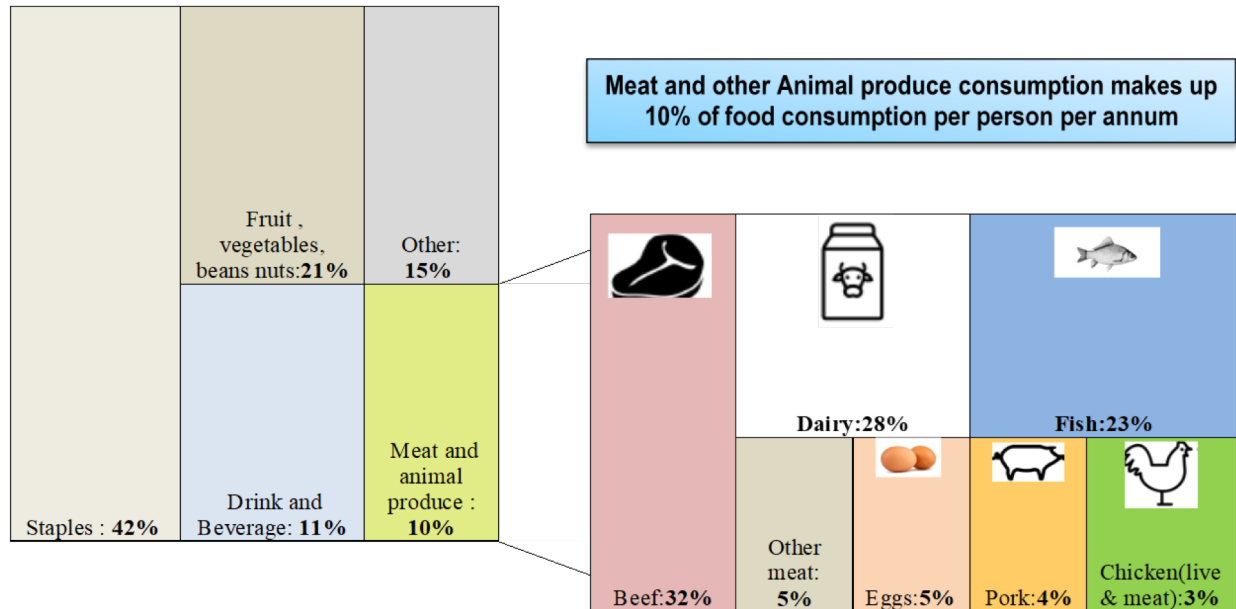 Meat and other Animal produce consumption makes up
10% of food consumption per person per annum
Fruit ,
vegetables,
beans nuts:21%
Other:
15%
Staples : 42%
Drink and
Beverage: 11%
Meat and
animal
produce :
10%
Beef:32%
Dairy:28%
Fish:23%
Other
meat:
5%
Eggs:5%
Pork:4%
Chicken(live
& meat):3%